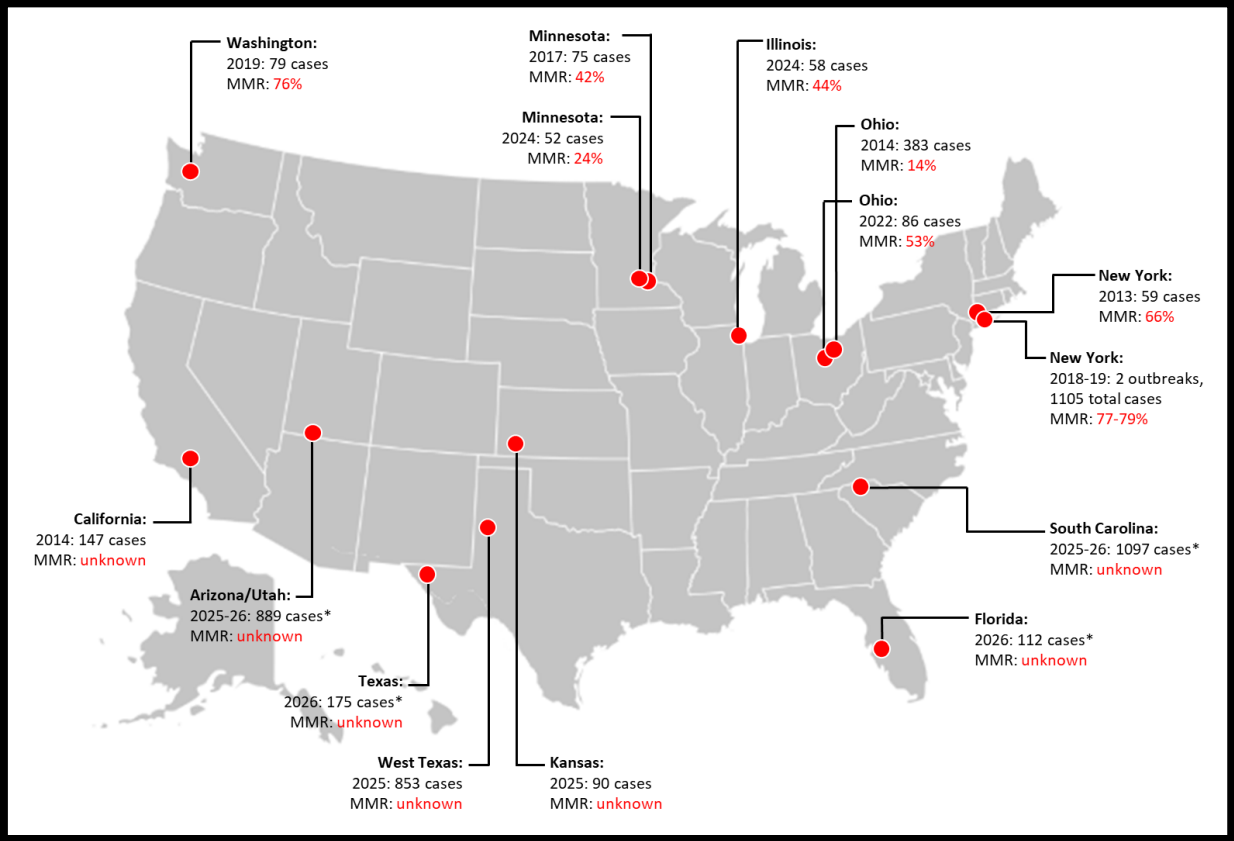 Washington:
2019: 79 cases
MMR: 76%
Minnesota:
2017: 75 cases
MMR: 42%
Illinois:
2024: 58 cases
MMR: 44%
Minnesota:
2024: 52 cases
MMR: 24%
Ohio:
2014: 383 cases
MMR: 14%
Ohio:
2022: 86 cases
MMR: 53%
New York:
2013: 59 cases
MMR: 66%
New York:
2018-19: 2 outbreaks,
1105 total cases
MMR: 77-79%
California:
2014: 147 cases
MMR: unknown
South Carolina:
2025-26: 1097 cases*
MMR: unknown
Arizona/Utah:
2025-26: 889 cases*
MMR: unknown
Florida:
2026: 112 cases*
MMR: unknown
Texas:
2026: 175 cases*
MMR: unknown
West Texas:
2025: 853 cases
MMR: unknown
Kansas:
2025: 90 cases
MMR: unknown